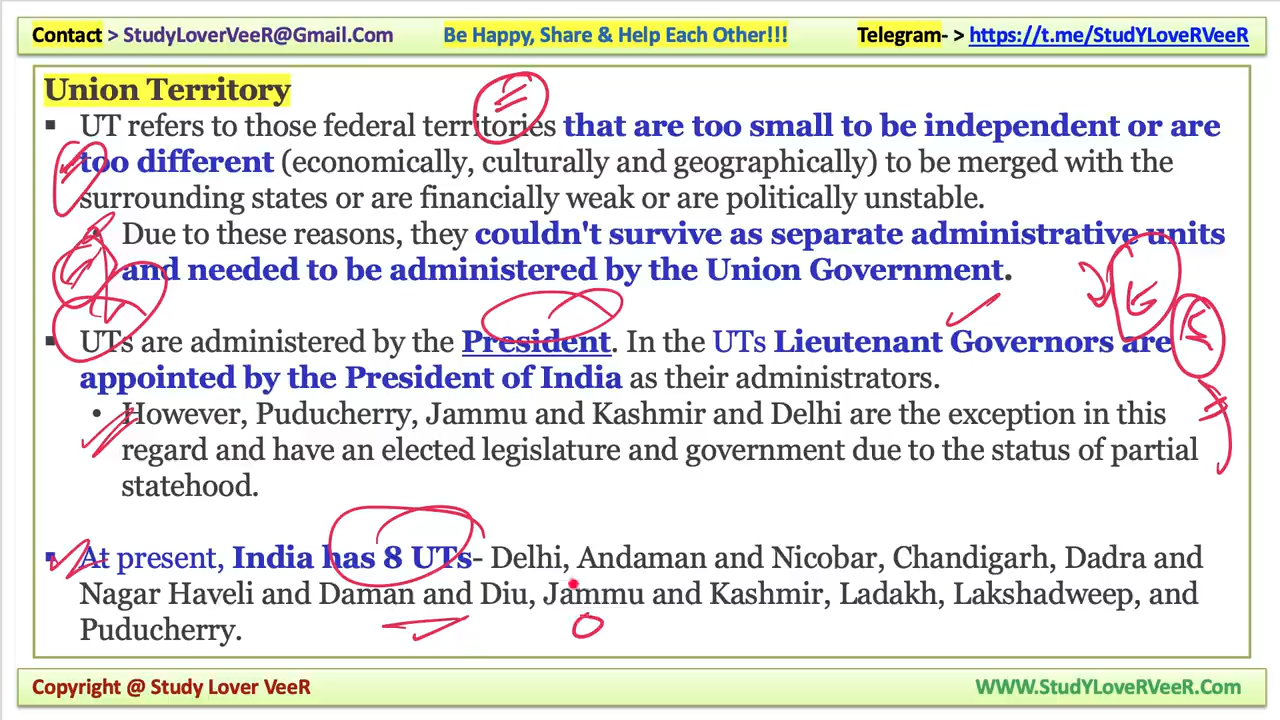 Contact > StudyLoverVeeR@Gmail.Com Be Happy, Share & Help Each Other!!! Telegram- > https://t.me/StudYLoveRVeeR
Union Territory
▪ UT refers to those federal territories that are too small to be independent or are
too different (economically, culturally and geographically) to be merged with the
surrounding states or are financially weak or are politically unstable.
• Due to these reasons, they couldn't survive as separate administrative units
and needed to be administered by the Union Government.
▪ UTs are administered by the President. In the UTs Lieutenant Governors are
appointed by the President of India as their administrators.
• However, Puducherry, Jammu and Kashmir and Delhi are the exception in this
regard and have an elected legislature and government due to the status of partial
statehood.
▪ At present, India has 8 UTs- Delhi, Andaman and Nicobar, Chandigarh, Dadra and
Nagar Haveli and Daman and Diu, Jammu and Kashmir, Ladakh, Lakshadweep, and
Puducherry.
Copyright @ Study Lover VeeR WWW.StudYLoveRVeeR.Com